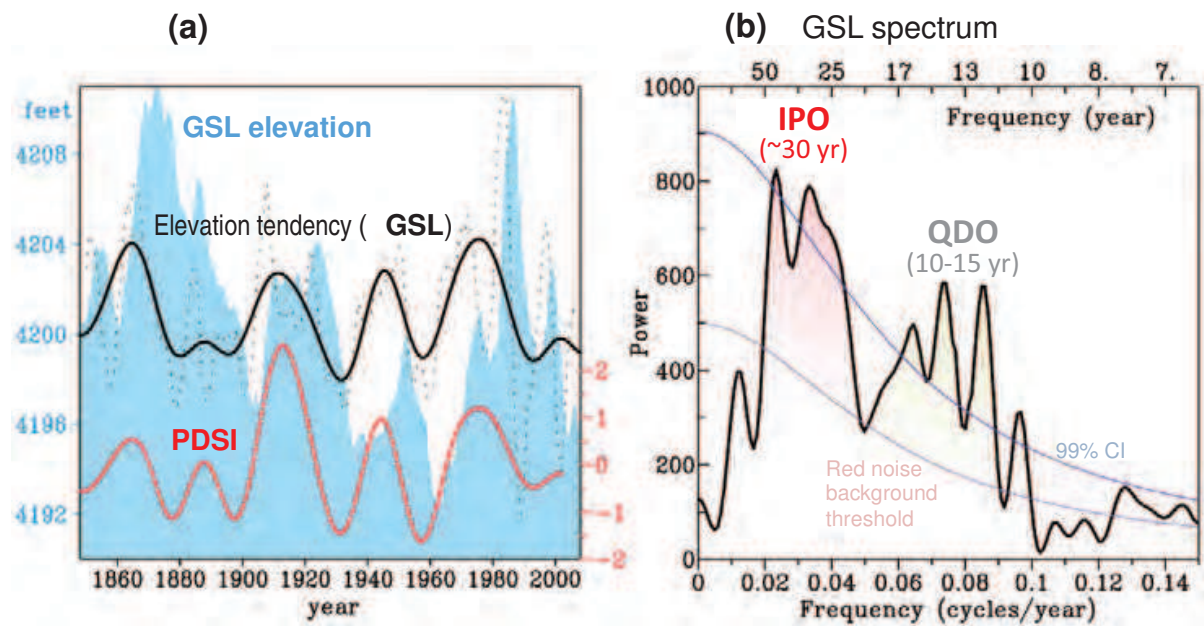 (a)
feet
4208
4204
4200
4196
4192
GSL elevation
Elevation tendency ( GSL)
PDSI
2
1
0
1
2
1860 1880 1900 1920 1940 1960 1980 2000
year
(b) GSL spectrum
50 25 17 13 10 8. 7.
Frequency (year)
1000
800
600
400
200
0
Power
IPO
(~30 yr)
QDO
(10-15 yr)
99% CI
Red noise
background
threshold
0 0.02 0.04 0.06 0.08 0.1 0.12 0.14
Frequency (cycles/year)